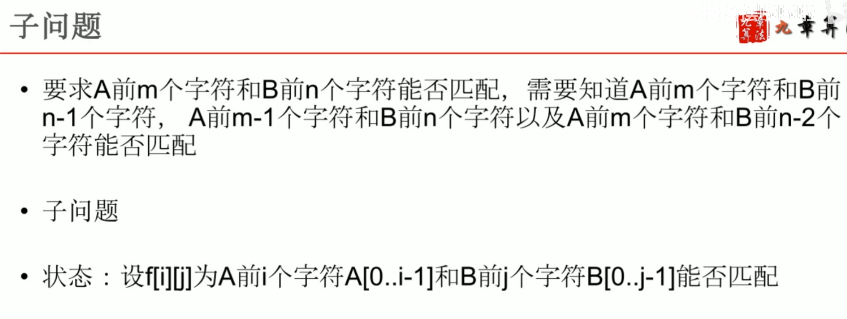 子问题
九章算法
九章算
• 要求A前m个字符和B前n个字符能否匹配，需要知道A前m个字符和B前
n-1个字符， A前m-1个字符和B前n个字符以及A前m个字符和B前n-2个
字符能否匹配
• 子问题
• 状态：设f[i][j]为A前i个字符A[0..i-1]和B前j个字符B[0..j-1]能否匹配